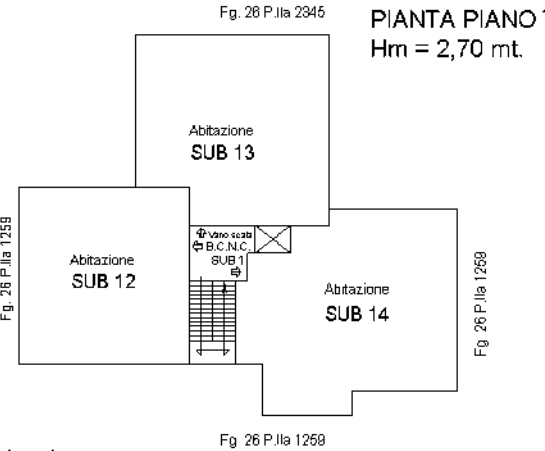 Fg. 26 P.lla 2345
PIANTA PIANO
Hm = 2,70 mt.
Abitazione
SUB 13
Fg. 26 P.lla 1259
Vano scala
B.C.N.C.
SUB 1
Abitazione
SUB 12
Abitazione
SUB 14
Fg. 26 P.lla 1259
Fg. 26 P.lla 1259